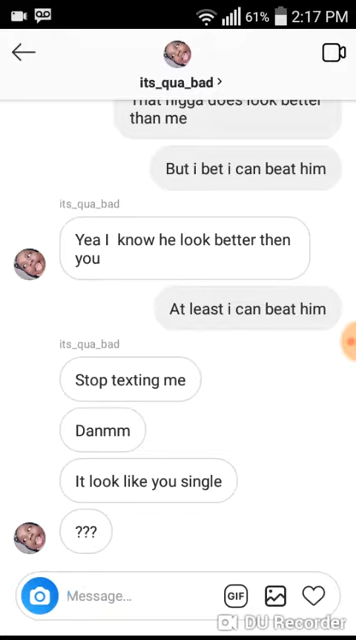 61% 2:17 PM
its_qua_bad >
That nigga does look better
than me
But i bet i can beat him
its_qua_bad
Yea I know he look better then
you
At least i can beat him
its_qua_bad
Stop texting me
Danmm
It look like you single
???
Message...
GIF
DU Recorder